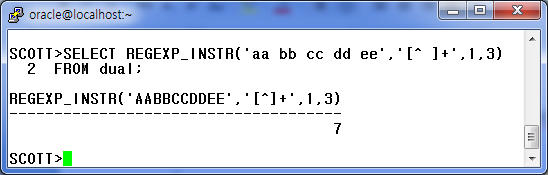 oracle@localhost:~
SCOTT>SELECT REGEXP_INSTR('aa bb cc dd ee','[^ ]+',1,3)
  2  FROM dual;
REGEXP_INSTR('AABBCCDDEE','[^]+',1,3)
-------------------------------------
                                    7
SCOTT>